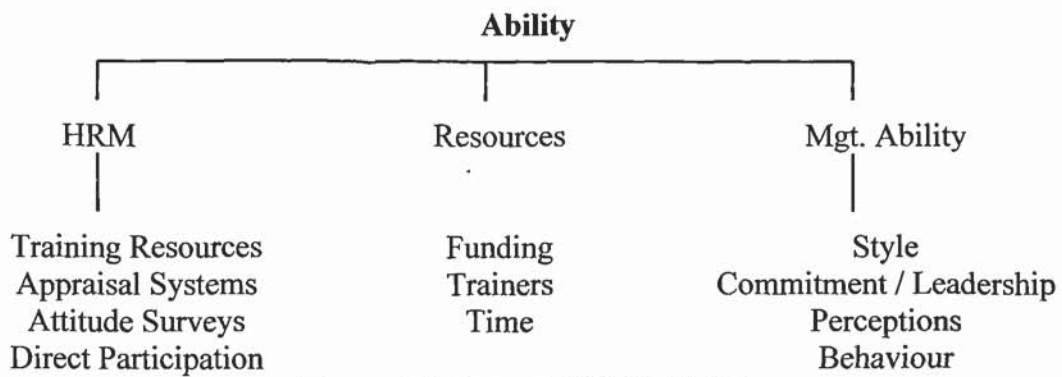 Ability
HRM
Resources
Mgt. Ability
Training Resources
Appraisal Systems
Attitude Surveys
Direct Participation
Funding
Trainers
Time
Style
Commitment / Leadership
Perceptions
Behaviour